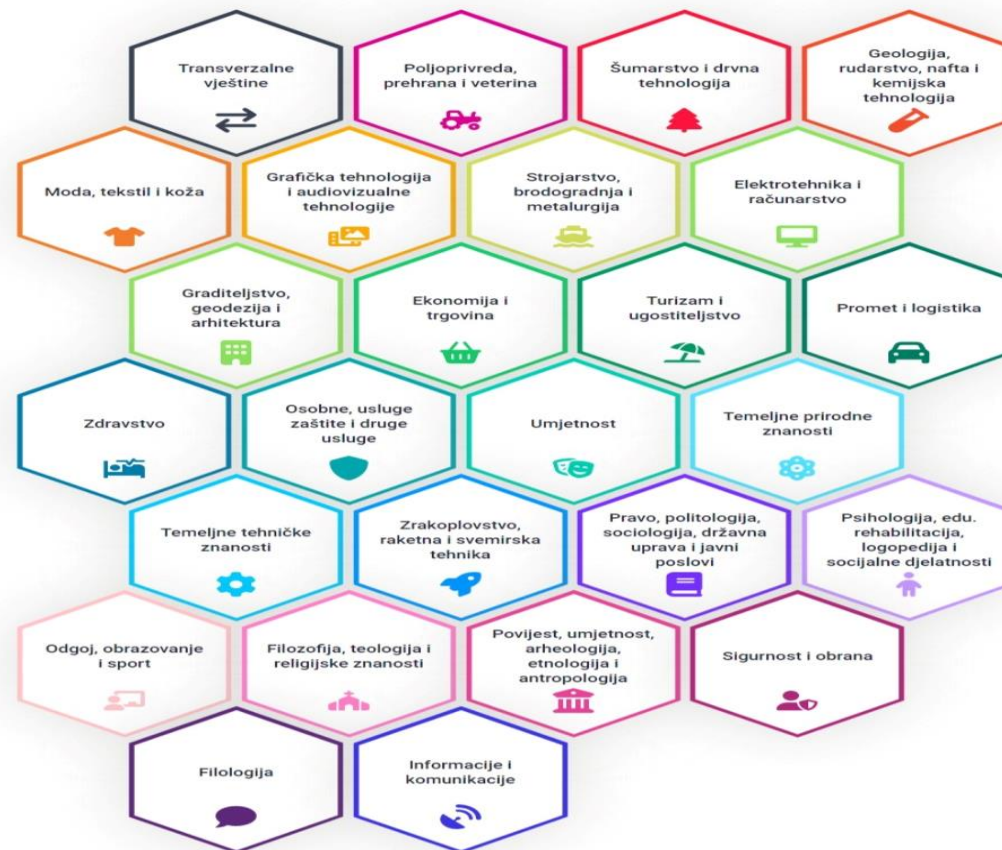 Transverzalne
vještine
Poljoprivreda,
prehrana i veterina
Šumarstvo i drvna
tehnologija
Geologija,
rudarstvo, nafta i
kemijska
tehnologija
Moda, tekstil i koža
Grafička tehnologija
i audiovizualne
tehnologije
Strojarstvo,
brodogradnja i
metalurgija
Elektrotehnika i
računarstvo
Graditeljstvo,
geodezija i
arhitektura
Ekonomija i
trgovina
Turizam i
ugostiteljstvo
Promet i logistika
Zdravstvo
Osobne, usluge
zaštite i druge
usluge
Umjetnost
Temeljne prirodne
znanosti
Temeljne tehničke
znanosti
Zrakoplovstvo,
raketna i svemirska
tehnika
Pravo, politologija,
sociologija, državna
uprava i javni
poslovi
Psihologija, edu.
rehabilitacija,
logopedija i
socijalne djelatnosti
Odgoj, obrazovanje
i sport
Filozofija, teologija i
religijske znanosti
Povijest, umjetnost,
arheologija,
etnologija i
antropologija
Sigurnost i obrana
Filologija
Informacije i
komunikacije